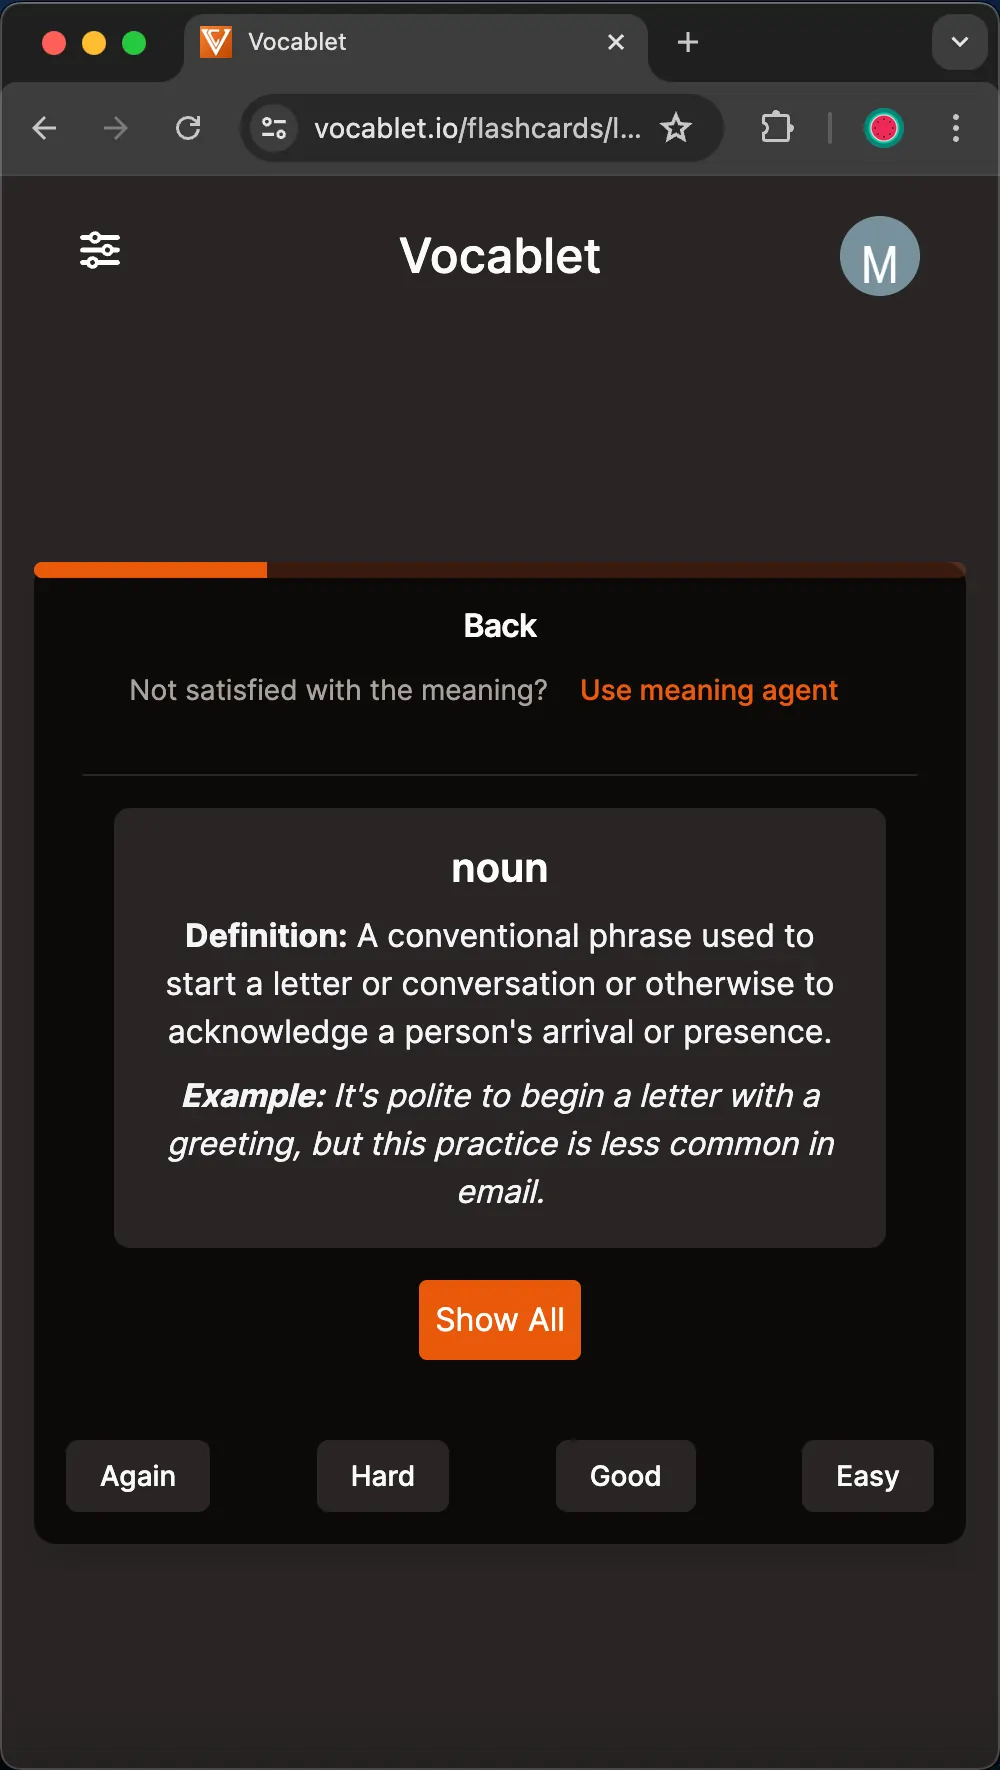 Vocablet
vocablet.io/flashcards/l...
Vocablet
M
Back
Not satisfied with the meaning? Use meaning agent
noun
Definition: A conventional phrase used to
start a letter or conversation or otherwise to
acknowledge a person's arrival or presence.
Example: It's polite to begin a letter with a
greeting, but this practice is less common in
email.
Show All
Again Hard Good Easy